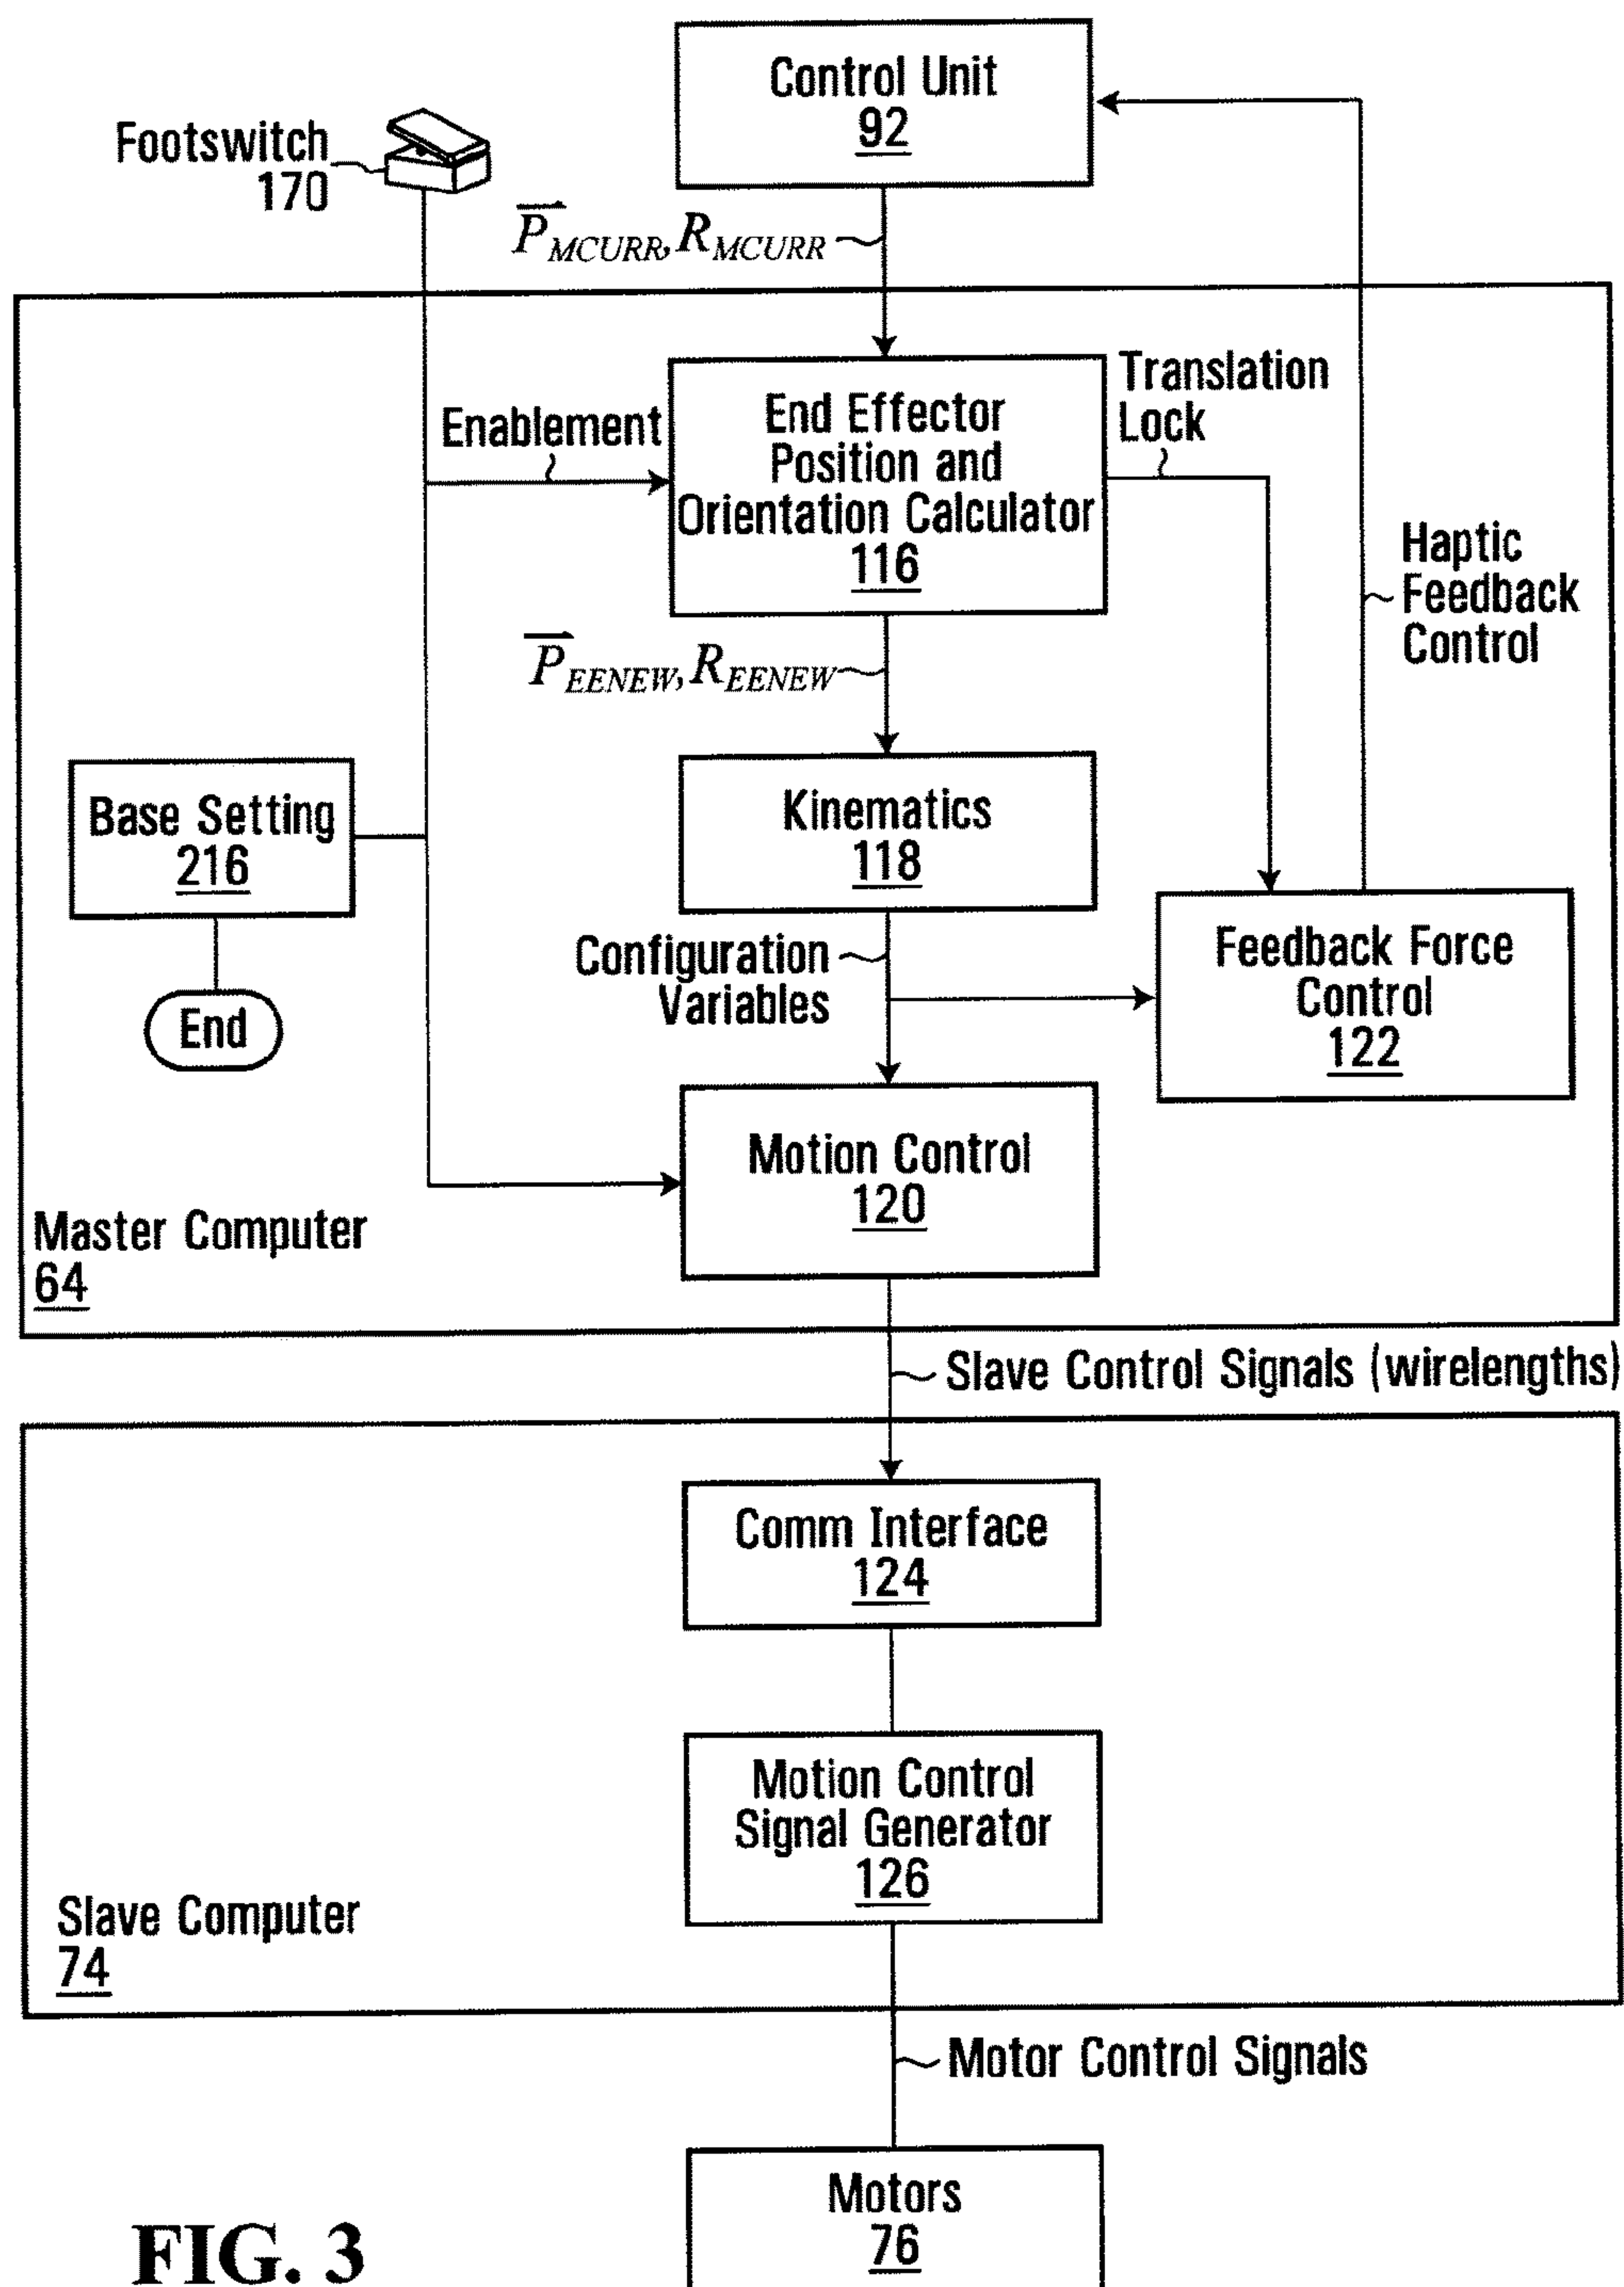 Control Unit
92
Footswitch
170
P_MCURR, R_MCURR
Enablement
End Effector
Position and
Orientation Calculator
116
Translation
Lock
Haptic
Feedback
Control
P_EENEW, R_EENEW
Base Setting
216
End
Kinematics
118
Configuration
Variables
Feedback Force
Control
122
Motion Control
120
Master Computer
64
Slave Control Signals (wirelengths)
Comm Interface
124
Motion Control
Signal Generator
126
Slave Computer
74
Motor Control Signals
Motors
76
FIG. 3